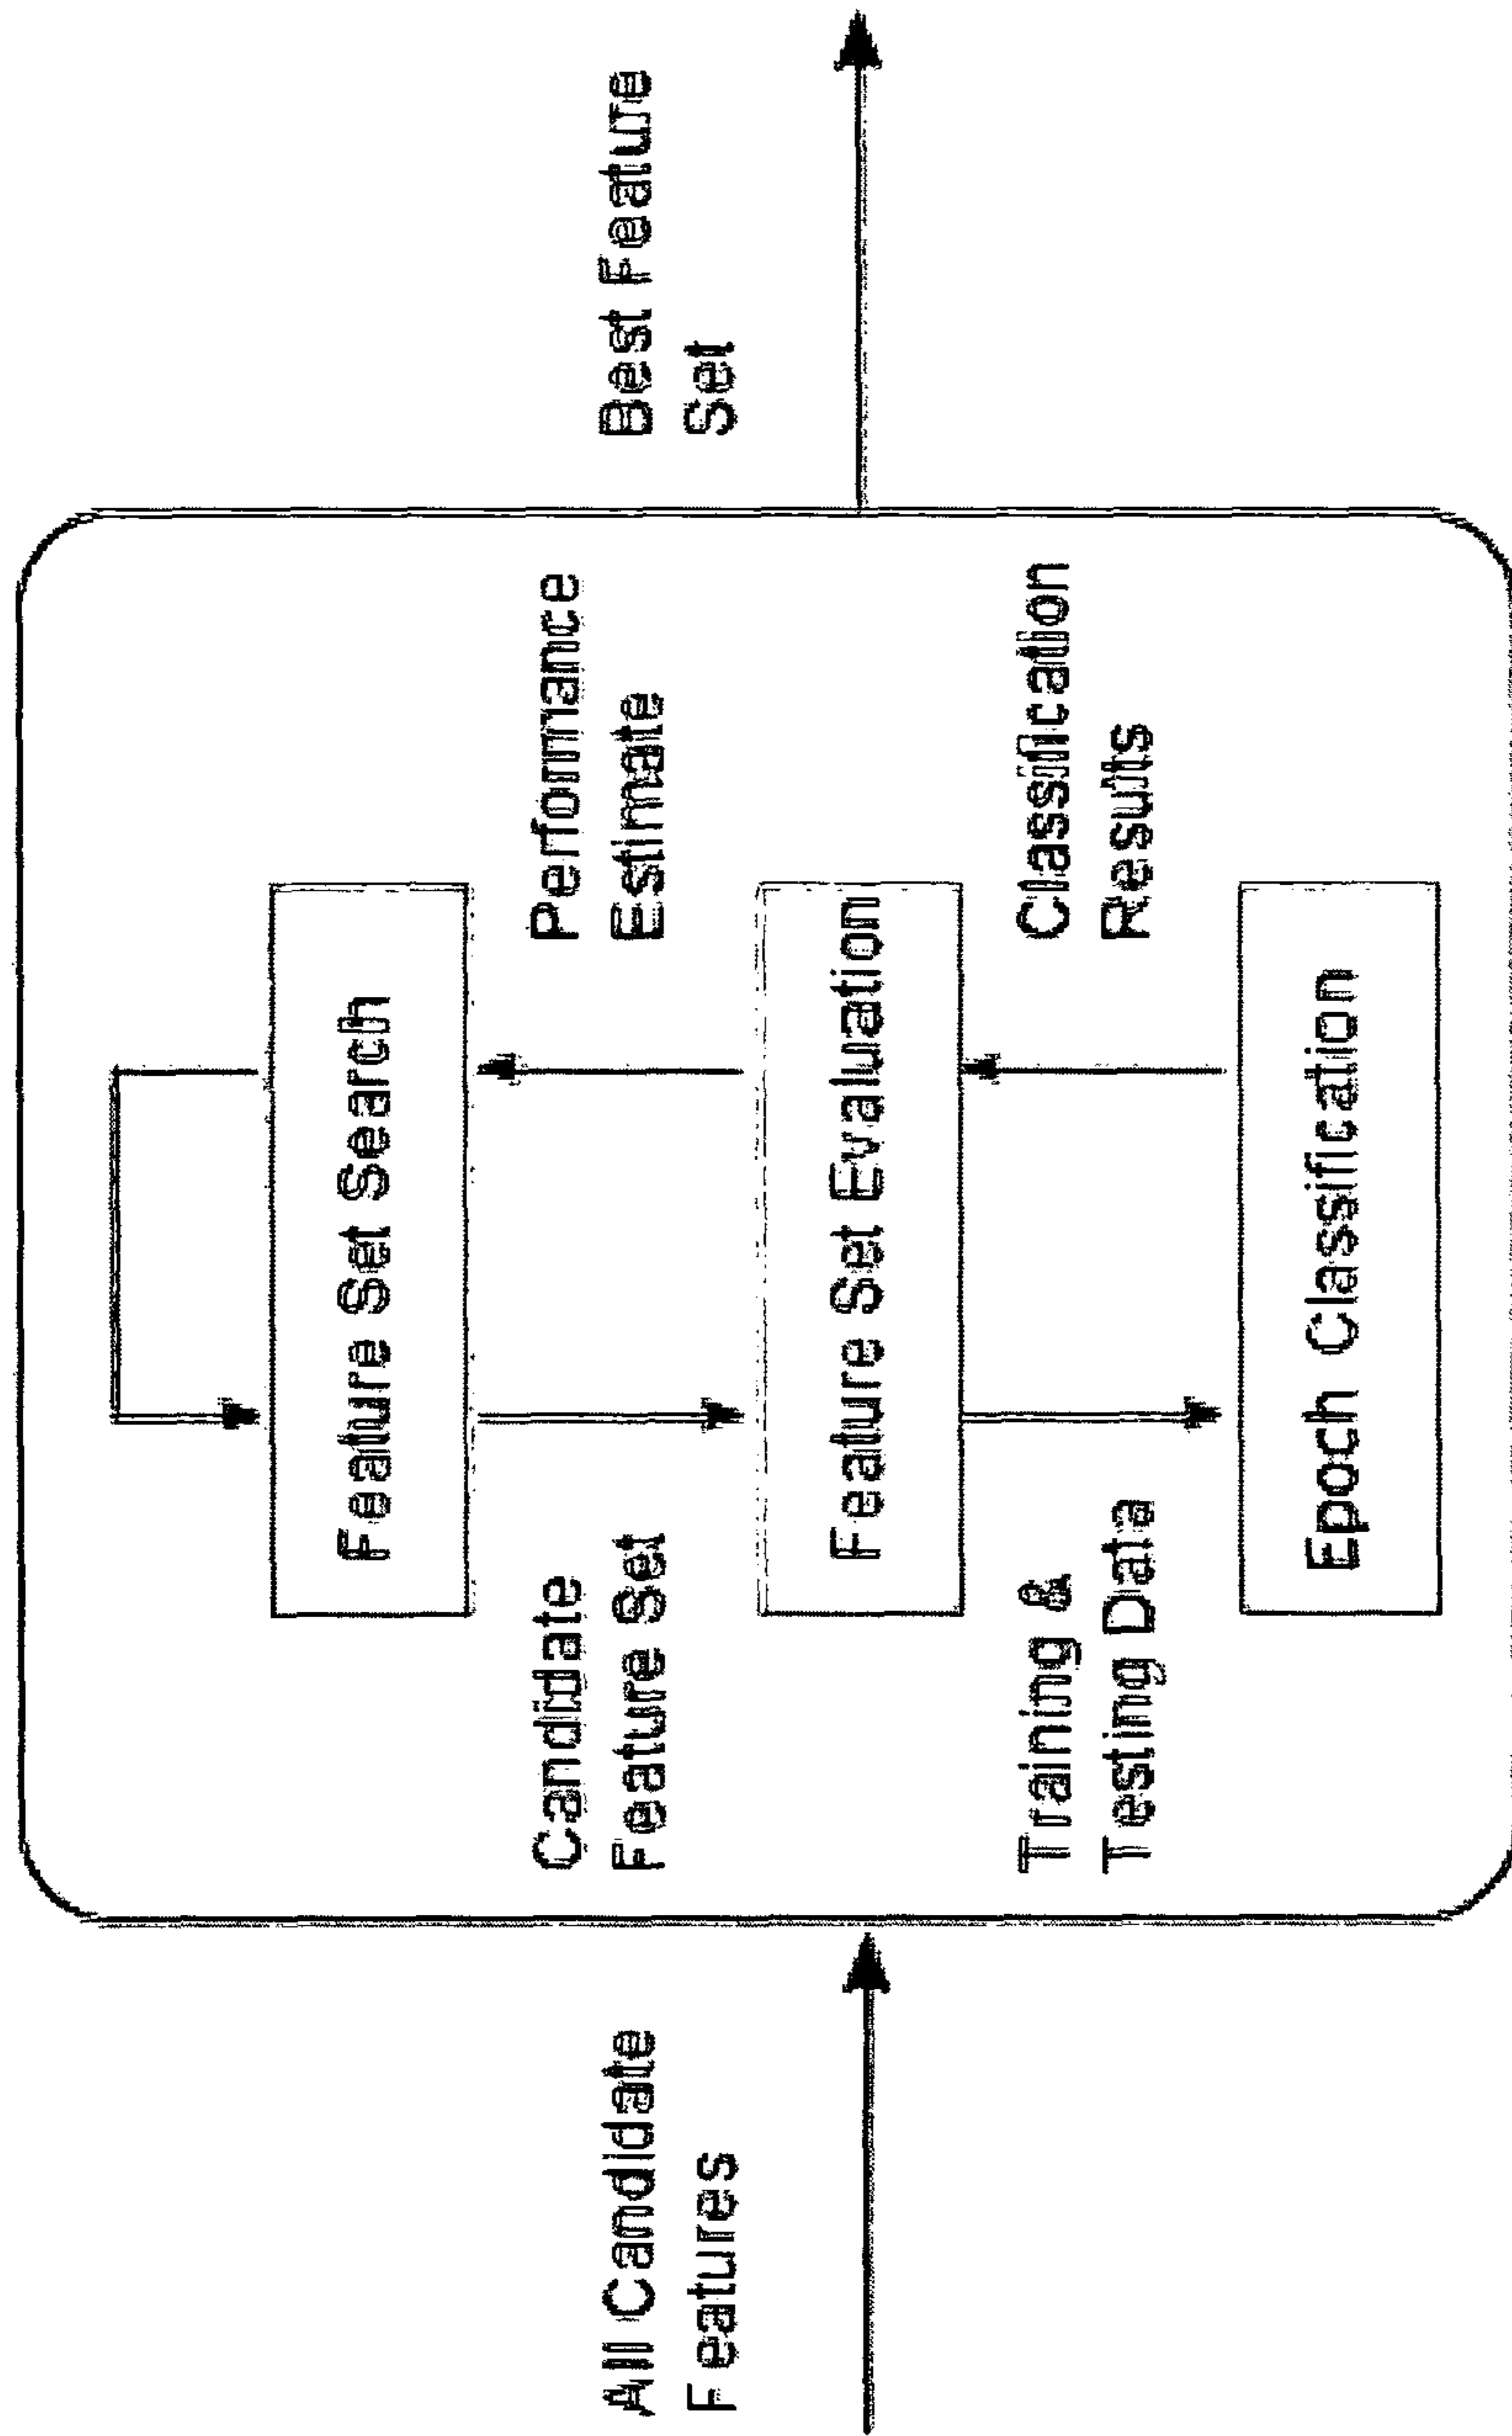 All Candidate
Features
Feature Set Search
Candidate
Feature Set
Performance
Estimate
Feature Set Evaluation
Training &
Testing Data
Classification
Results
Epoch Classification
Best Feature
Set